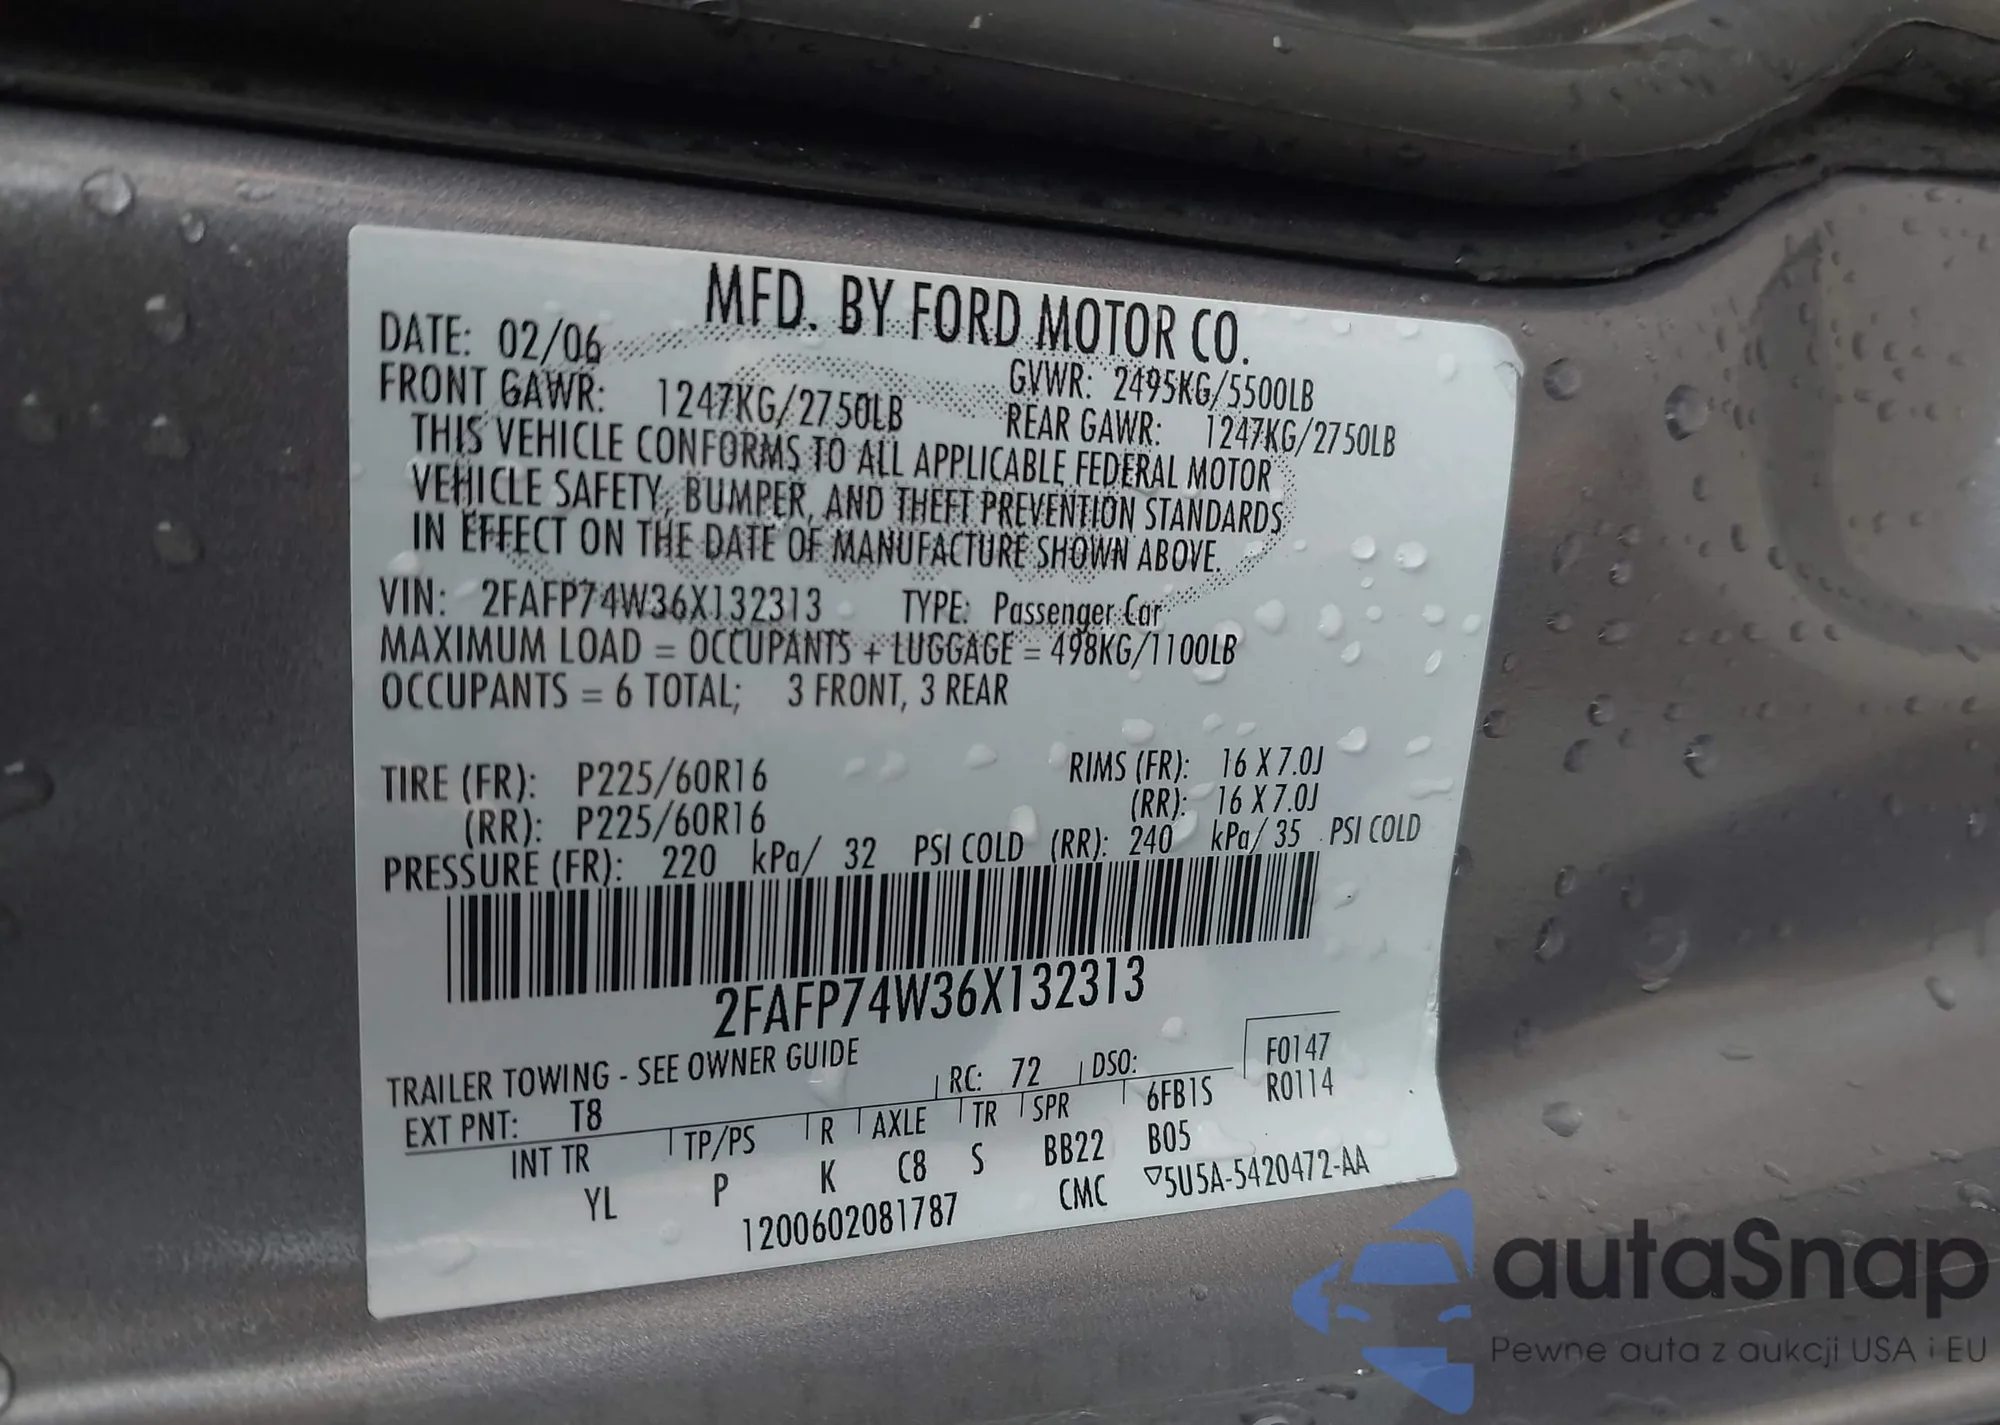 MFD. BY FORD MOTOR CO.
DATE: 02/06
GVWR: 2495KG/5500LB
FRONT GAWR: 1247KG/2750LB
REAR GAWR: 1247KG/2750LB
THIS VEHICLE CONFORMS TO ALL APPLICABLE FEDERAL MOTOR
VEHICLE SAFETY, BUMPER, AND THEFT PREVENTION STANDARDS
IN EFFECT ON THE DATE OF MANUFACTURE SHOWN ABOVE.
VIN: 2FAFP74W36X132313 TYPE: Passenger Car
MAXIMUM LOAD = OCCUPANTS + LUGGAGE = 498KG/1100LB
OCCUPANTS = 6 TOTAL; 3 FRONT, 3 REAR
TIRE (FR): P225/60R16 RIMS (FR): 16 X 7.0J
(RR): P225/60R16 (RR): 16 X 7.0J
PRESSURE (FR): 220 kPa/ 32 PSI COLD (RR): 240 kPa/ 35 PSI COLD
2FAFP74W36X132313
TRAILER TOWING - SEE OWNER GUIDE
F0147
EXT PNT: T8 RC: 72 DSO:
R0114
INT TR TP/PS R AXLE TR SPR 6FB1S
YL P K C8 S BB22 B05
1200602081787 CMC ▽5U5A-5420472-AA
autaSnap
Pewne auta z aukcji USA i EU